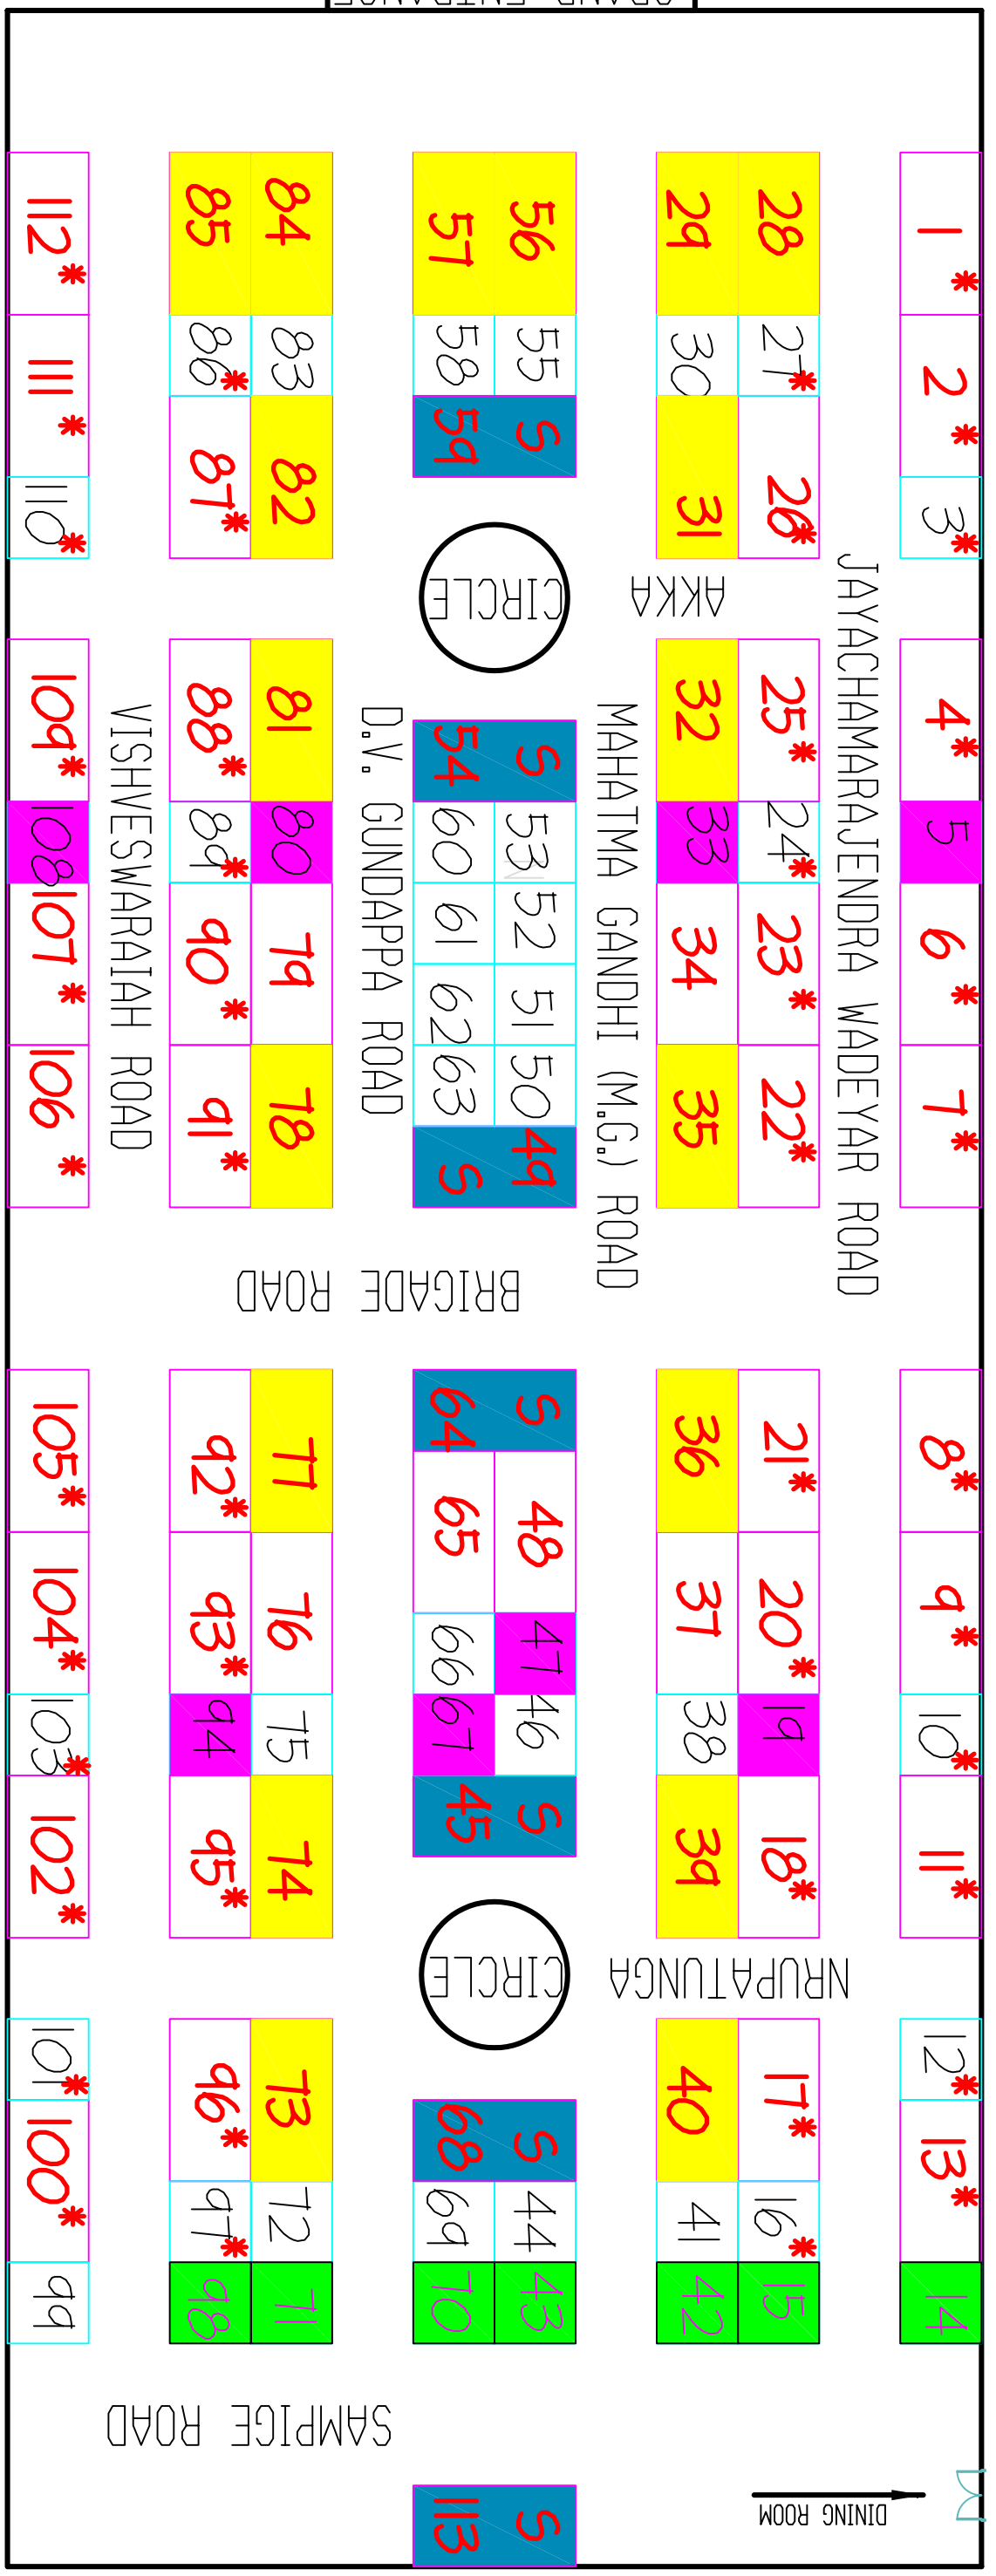 GRAND ENTRANCE
112* 85 84 57 56 29 28 1*
111* 86* 83 58 55 30 27* 2*
110* 87* 82 59 S 31 26* 3*
CIRCLE AKKA
109* 88* 81 54 S 32 25* 4*
108 89* 80 60 53 33 24* 5
107* 90* 79 61 52 34 23* 6*
62 51
106* 91* 78 63 50 35 22* 7*
S 49
VISHVESWARAIAH ROAD
D.V. GUNDAPPA ROAD
MAHATMA GANDHI (M.G.) ROAD
JAYACHAMARAJENDRA WADEYAR ROAD
BRIGADE ROAD
105* 92* 77 64 S 36 21* 8*
104* 93* 76 65 48 37 20* 9*
66 47
103* 94 75 67 46 38 19 10*
102* 95* 74 45 S 39 18* 11*
CIRCLE NRUPATUNGA
101* 96* 73 68 S 40 17* 12*
100* 97* 72 69 44 41 16* 13*
99 98 71 70 43 42 15 14
SAMPIGE ROAD
113 S
DINING ROOM